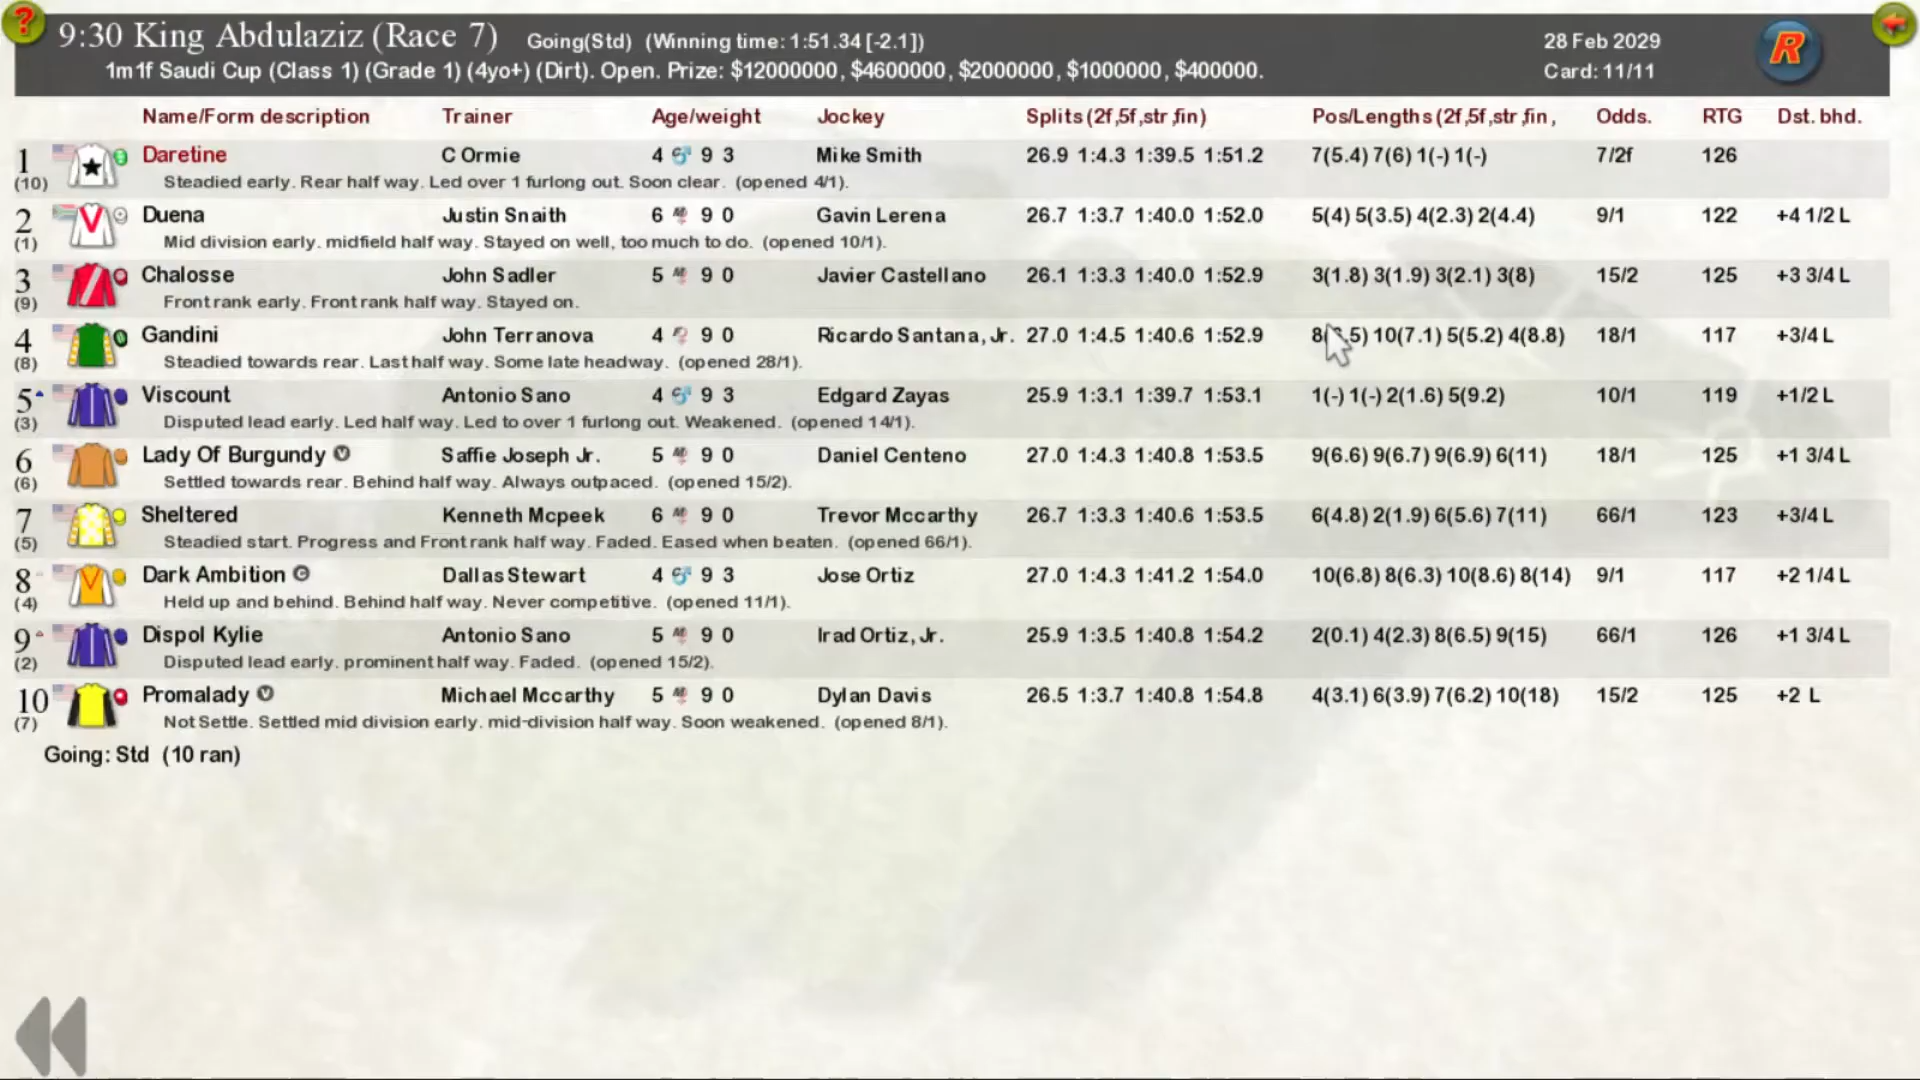 ?
9:30 King Abdulaziz (Race 7) Going(Std) (Winning time: 1:51.34 [-2.1]) 28 Feb 2029
1m1f Saudi Cup (Class 1) (Grade 1) (4yo+) (Dirt). Open. Prize: $12000000, $4600000, $2000000, $1000000, $400000. Card: 11/11
R
Name/Form description Trainer Age/weight Jockey Splits (2f,5f,str,fin) Pos/Lengths (2f,5f,str,fin, Odds. RTG Dst. bhd.
1 Daretine C Ormie 4 9 3 Mike Smith 26.9 1:4.3 1:39.5 1:51.2 7(5.4) 7(6) 1(-) 1(-) 7/2f 126
(10) Steadied early. Rear half way. Led over 1 furlong out. Soon clear. (opened 4/1).
2 Duena Justin Snaith 6 9 0 Gavin Lerena 26.7 1:3.7 1:40.0 1:52.0 5(4) 5(3.5) 4(2.3) 2(4.4) 9/1 122 +4 1/2 L
(1) Mid division early. midfield half way. Stayed on well, too much to do. (opened 10/1).
3 Chalosse John Sadler 5 9 0 Javier Castellano 26.1 1:3.3 1:40.0 1:52.9 3(1.8) 3(1.9) 3(2.1) 3(8) 15/2 125 +3 3/4 L
(9) Front rank early. Front rank half way. Stayed on.
4 Gandini John Terranova 4 9 0 Ricardo Santana, Jr. 27.0 1:4.5 1:40.6 1:52.9 10(7.1) 5(5.2) 4(8.8) 18/1 117 +3/4 L
(8) Steadied towards rear. Last half way. Some late headway. (opened 28/1).
5 Viscount Antonio Sano 4 9 3 Edgard Zayas 25.9 1:3.1 1:39.7 1:53.1 1(-) 1(-) 2(1.6) 5(9.2) 10/1 119 +1/2 L
(3) Disputed lead early. Led half way. Led to over 1 furlong out. Weakened. (opened 14/1).
6 Lady Of Burgundy V Saffie Joseph Jr. 5 9 0 Daniel Centeno 27.0 1:4.3 1:40.8 1:53.5 9(6.6) 9(6.7) 9(6.9) 6(11) 18/1 125 +1 3/4 L
(6) Settled towards rear. Behind half way. Always outpaced. (opened 15/2).
7 Sheltered Kenneth Mcpeek 6 9 0 Trevor Mccarthy 26.7 1:3.3 1:40.6 1:53.5 6(4.8) 2(1.9) 6(5.6) 7(11) 66/1 123 +3/4 L
(5) Steadied start. Progress and Front rank half way. Faded. Eased when beaten. (opened 66/1).
8 Dark Ambition C Dallas Stewart 4 9 3 Jose Ortiz 27.0 1:4.3 1:41.2 1:54.0 10(6.8) 8(6.3) 10(8.6) 8(14) 9/1 117 +2 1/4 L
(4) Held up and behind. Behind half way. Never competitive. (opened 11/1).
9 Dispol Kylie Antonio Sano 5 9 0 Irad Ortiz, Jr. 25.9 1:3.5 1:40.8 1:54.2 2(0.1) 4(2.3) 8(6.5) 9(15) 66/1 126 +1 3/4 L
(2) Disputed lead early. prominent half way. Faded. (opened 15/2).
10 Promalady V Michael Mccarthy 5 9 0 Dylan Davis 26.5 1:3.7 1:40.8 1:54.8 4(3.1) 6(3.9) 7(6.2) 10(18) 15/2 125 +2 L
(7) Not Settle. Settled mid division early. mid-division half way. Soon weakened. (opened 8/1).
Going: Std (10 ran)